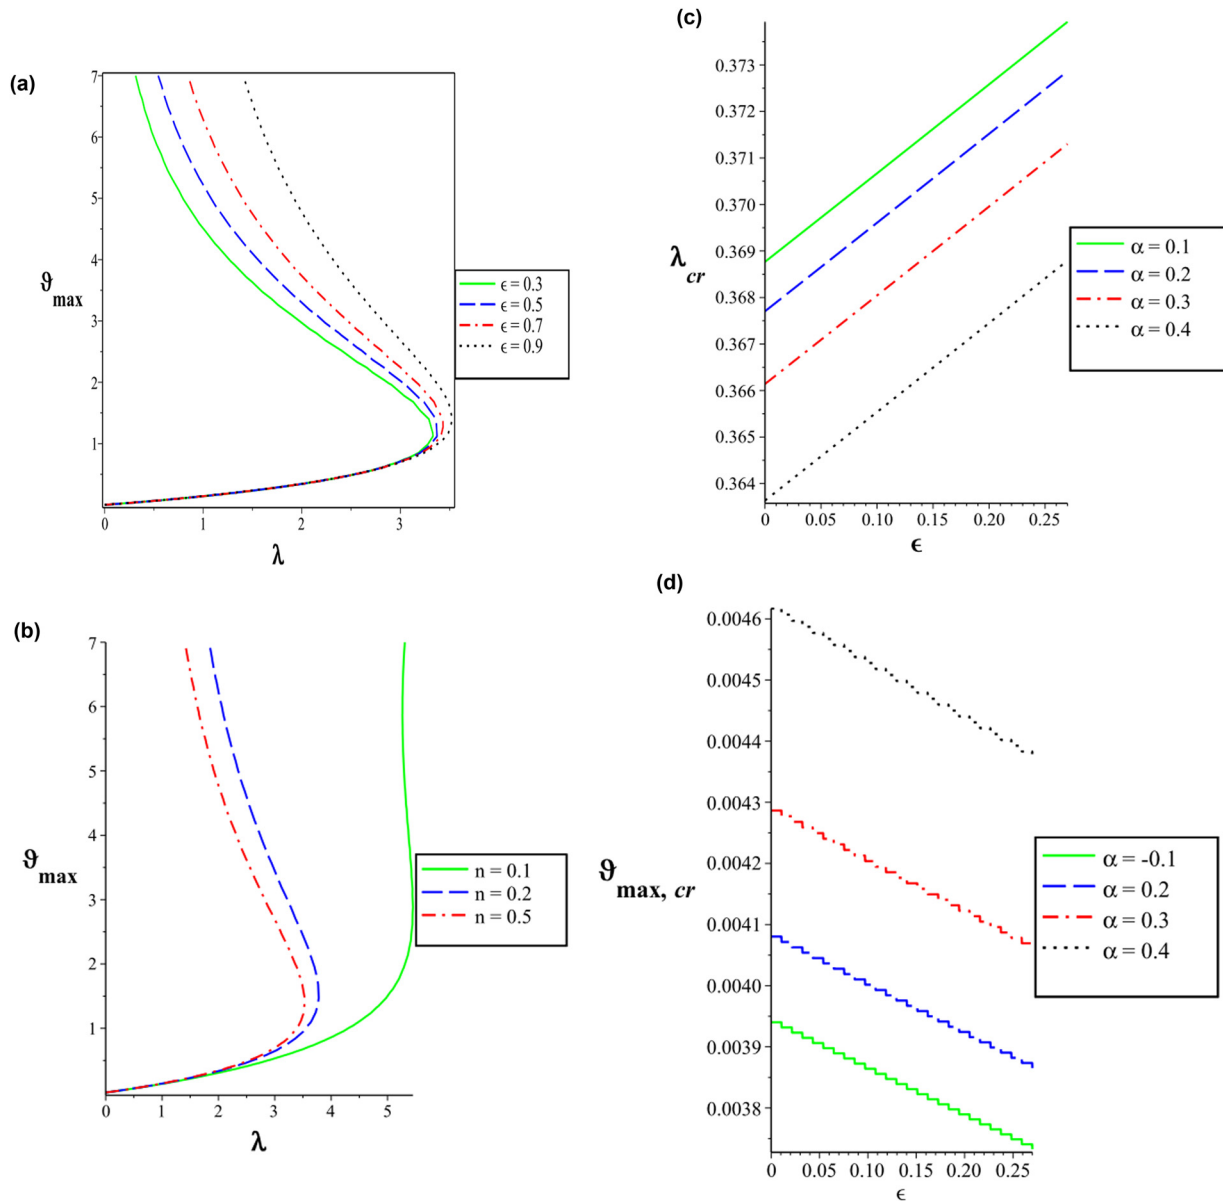 (a)
7
6
5
4
3
2
1
ϑmax
0 1 2 3
λ
ϵ = 0.3
ϵ = 0.5
ϵ = 0.7
ϵ = 0.9
(b)
7
6
5
4
3
2
1
ϑmax
0 1 2 3 4 5
λ
n = 0.1
n = 0.2
n = 0.5
(c)
0.373
0.372
0.371
0.370
0.369
0.368
0.367
0.366
0.365
0.364
λcr
0 0.05 0.10 0.15 0.20 0.25
ϵ
α = 0.1
α = 0.2
α = 0.3
α = 0.4
(d)
0.0046
0.0045
0.0044
0.0043
0.0042
0.0041
0.0040
0.0039
0.0038
ϑmax, cr
0 0.05 0.10 0.15 0.20 0.25
ϵ
α = -0.1
α = 0.2
α = 0.3
α = 0.4